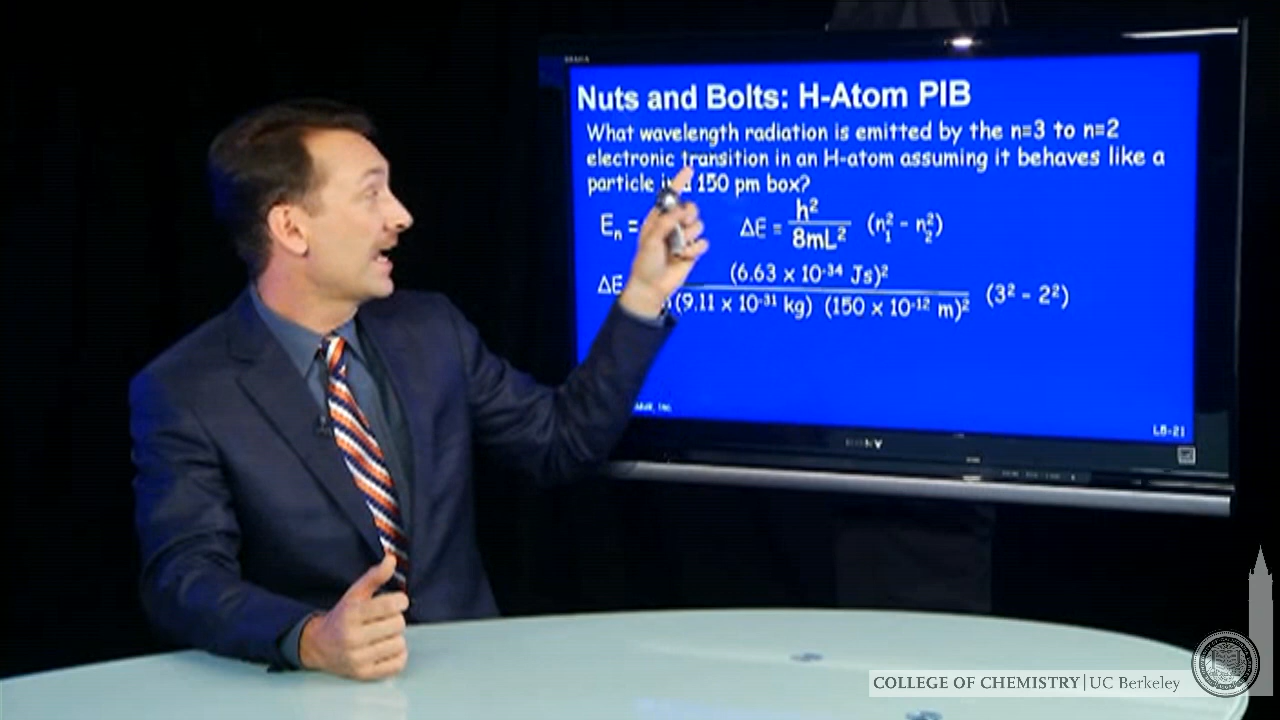 Nuts and Bolts: H-Atom PIB
What wavelength radiation is emitted by the n=3 to n=2
electronic transition in an H-atom assuming it behaves like a
particle in a 150 pm box?
Eₙ = ΔE = h² / 8mL² (n₁² - n₂²)
ΔE (6.63 x 10⁻³⁴ Js)² / (9.11 x 10⁻³¹ kg) (150 x 10⁻¹² m)² (3² - 2²)
Inc.
L8-21
SONY
COLLEGE OF CHEMISTRY | UC Berkeley